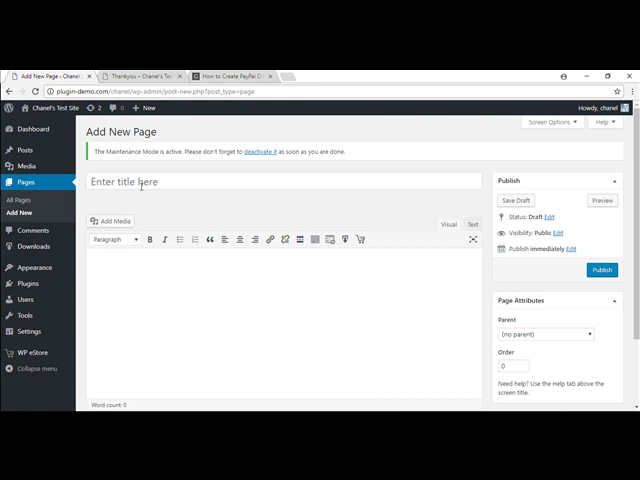 Add New Page ‹ Chanel's
Thankyou – Chanel's Test
How to Create PayPal D
plugin-demo.com/chanel/wp-admin/post-new.php?post_type=page
Chanel's Test Site 2 0 + New Howdy, chanel
Dashboard
Posts
Media
Pages
All Pages
Add New
Comments
Downloads
Appearance
Plugins
Users
Tools
Settings
WP eStore
Collapse menu
Screen Options Help
Add New Page
The Maintenance Mode is active. Please don't forget to deactivate it as soon as you are done.
Enter title here
Add Media
Visual Text
Paragraph
Word count: 0
Publish
Save Draft Preview
Status: Draft Edit
Visibility: Public Edit
Publish immediately Edit
Publish
Page Attributes
Parent
(no parent)
Order
0
Need help? Use the Help tab above the
screen title.